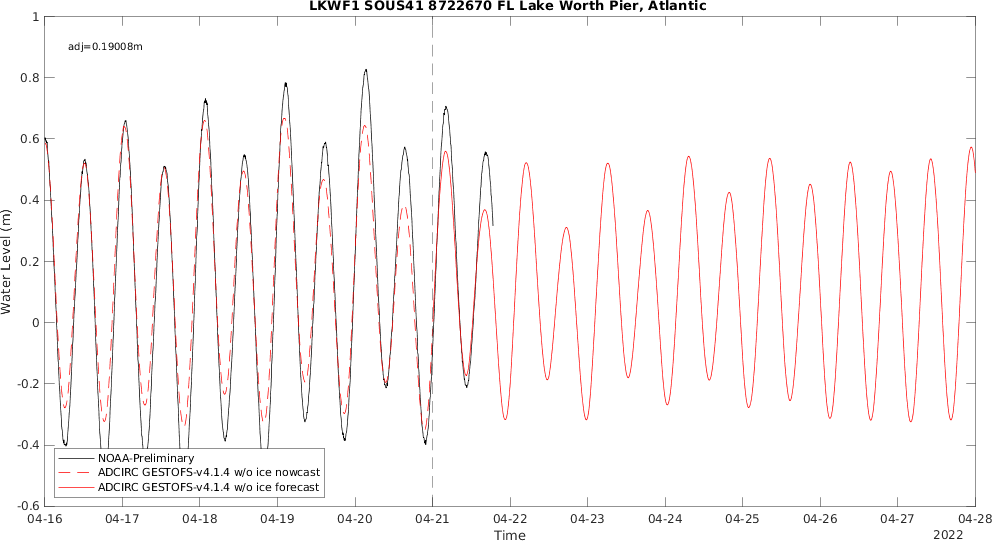 LKWF1 SOUS41 8722670 FL Lake Worth Pier, Atlantic
1
adj=0.19008m
0.8
0.6
0.4
0.2
0
-0.2
-0.4
-0.6
Water Level (m)
NOAA-Preliminary
ADCIRC GESTOFS-v4.1.4 w/o ice nowcast
ADCIRC GESTOFS-v4.1.4 w/o ice forecast
04-16 04-17 04-18 04-19 04-20 04-21 04-22 04-23 04-24 04-25 04-26 04-27 04-28
Time
2022